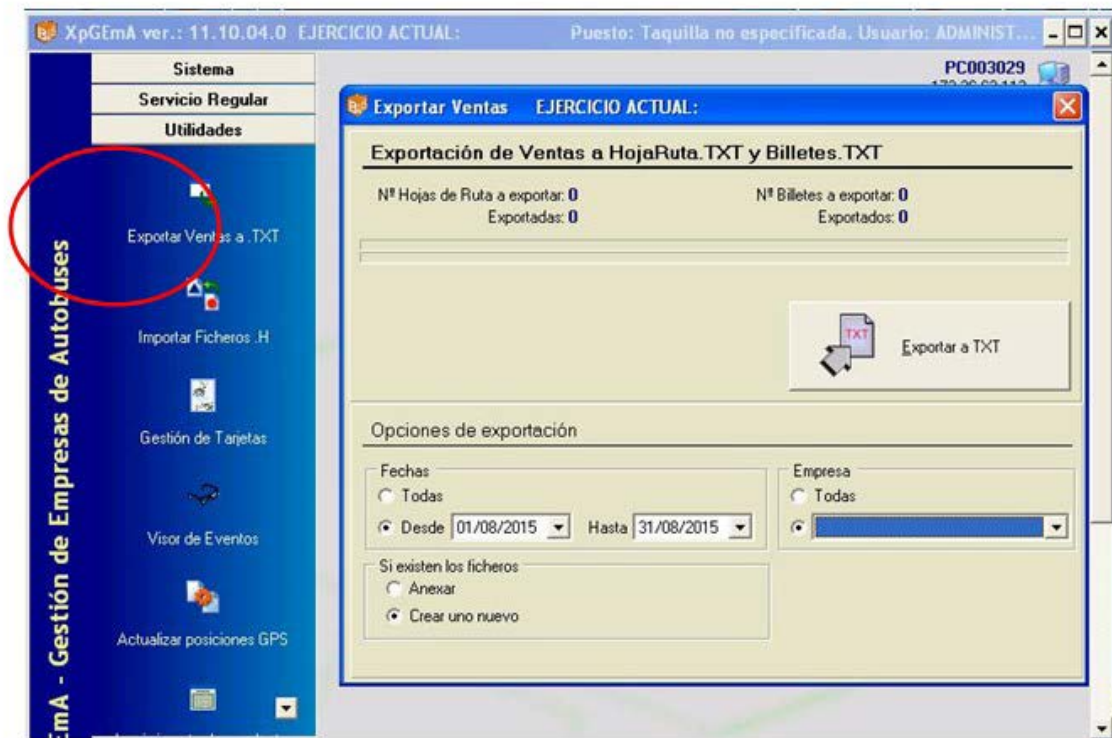 XpGEmA ver.: 11.10.04.0 EJERCICIO ACTUAL: Puesto: Taquilla no especificada. Usuario: ADMINIST...
Sistema
Servicio Regular
Utilidades
PC003029
Exportar Ventas a .TXT
Importar Ficheros .H
Gestión de Tarjetas
Visor de Eventos
Actualizar posiciones GPS
EmA - Gestión de Empresas de Autobuses
Exportar Ventas EJERCICIO ACTUAL:
Exportación de Ventas a HojaRuta.TXT y Billetes.TXT
Nº Hojas de Ruta a exportar: 0 Nº Billetes a exportar: 0
Exportadas: 0 Exportados: 0
TXT
Exportar a TXT
Opciones de exportación
Fechas
Todas
Desde 01/08/2015 Hasta 31/08/2015
Empresa
Todas
Si existen los ficheros
Anexar
Crear uno nuevo